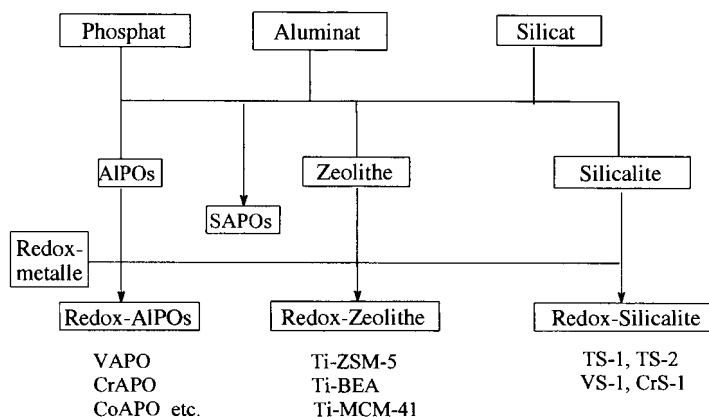 Phosphat Aluminat Silicat
AlPOs Zeolithe Silicalite
SAPOs
Redox-
metalle
Redox-AlPOs Redox-Zeolithe Redox-Silicalite
VAPO Ti-ZSM-5 TS-1, TS-2
CrAPO Ti-BEA VS-1, CrS-1
CoAPO etc. Ti-MCM-41